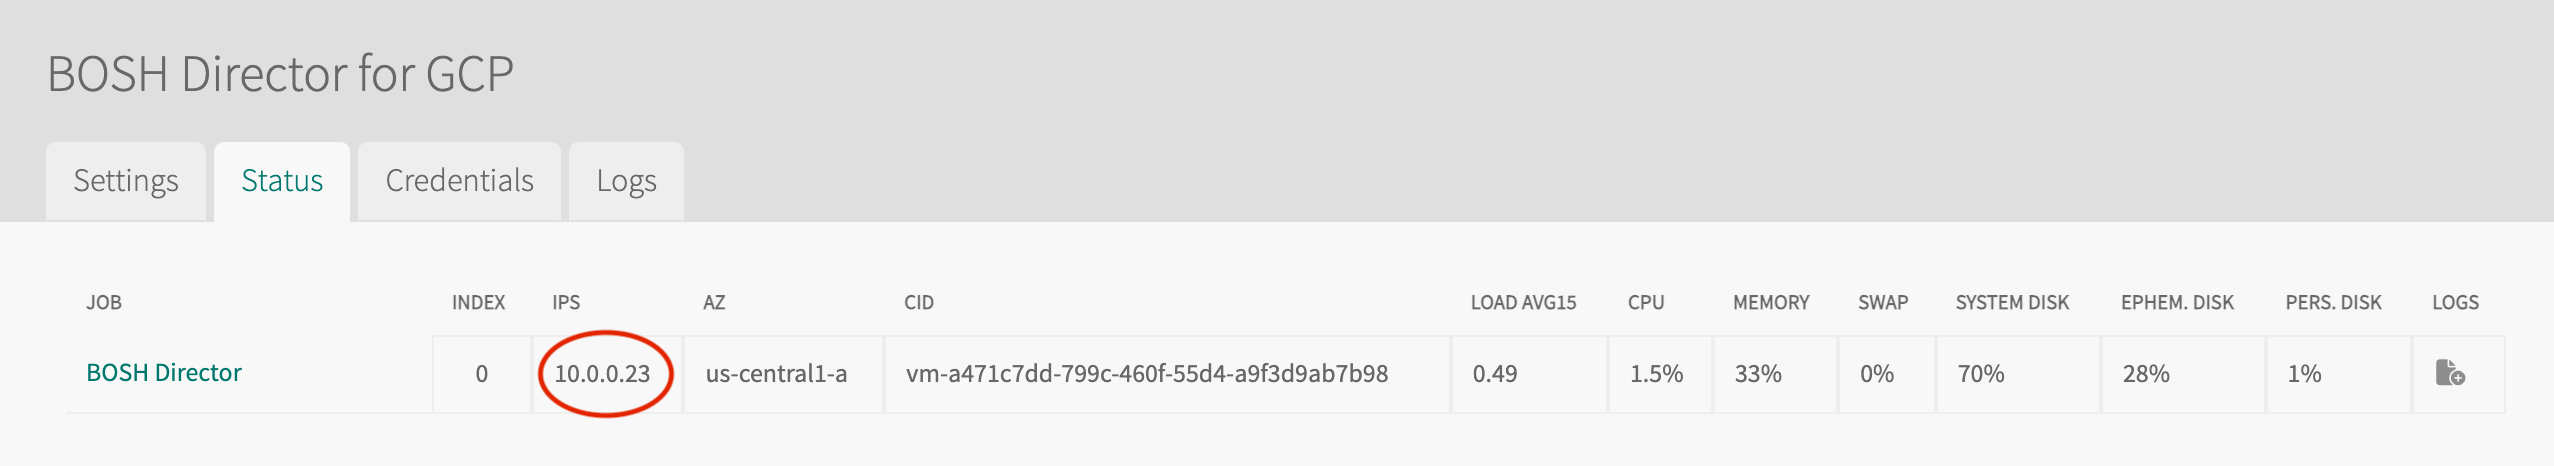 BOSH Director for GCP
Settings Status Credentials Logs
JOB INDEX IPS AZ CID LOAD AVG15 CPU MEMORY SWAP SYSTEM DISK EPHEM. DISK PERS. DISK LOGS
BOSH Director 0 10.0.0.23 us-central1-a vm-a471c7dd-799c-460f-55d4-a9f3d9ab7b98 0.49 1.5% 33% 0% 70% 28% 1%